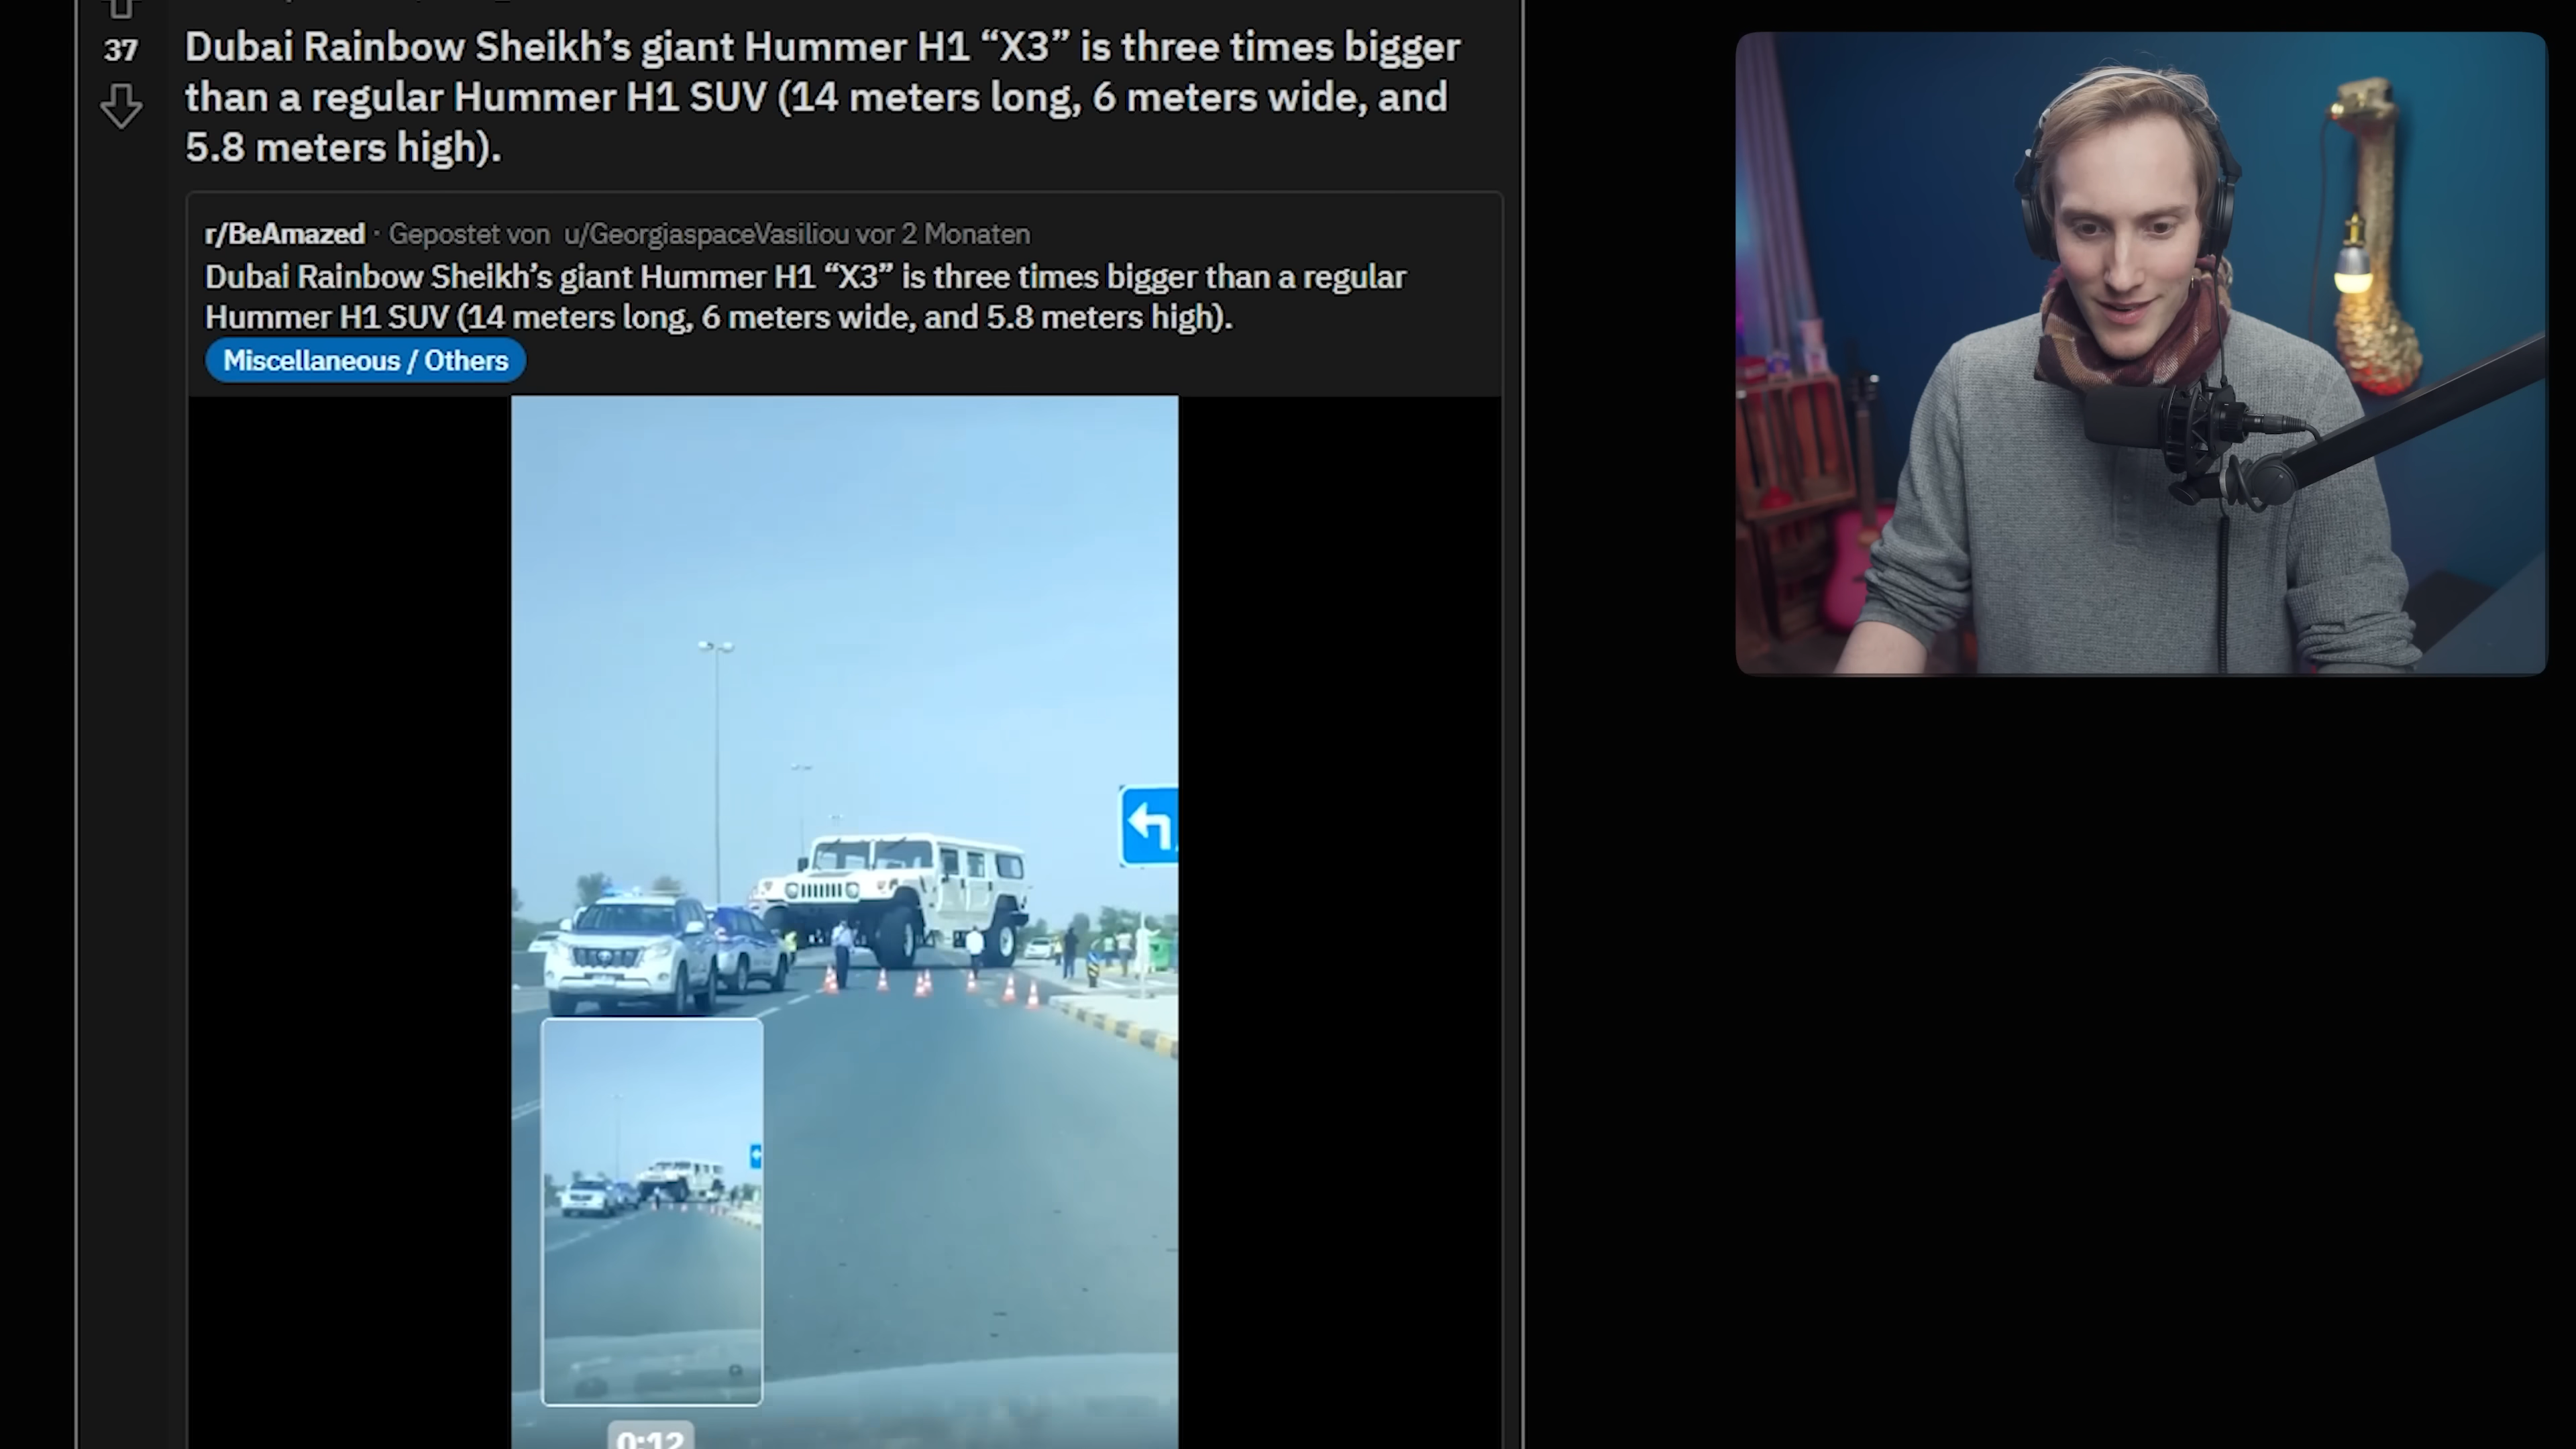 37
Dubai Rainbow Sheikh’s giant Hummer H1 “X3” is three times bigger
than a regular Hummer H1 SUV (14 meters long, 6 meters wide, and
5.8 meters high).
r/BeAmazed · Gepostet von u/GeorgiaspaceVasiliou vor 2 Monaten
Dubai Rainbow Sheikh’s giant Hummer H1 “X3” is three times bigger than a regular
Hummer H1 SUV (14 meters long, 6 meters wide, and 5.8 meters high).
Miscellaneous / Others
0:12